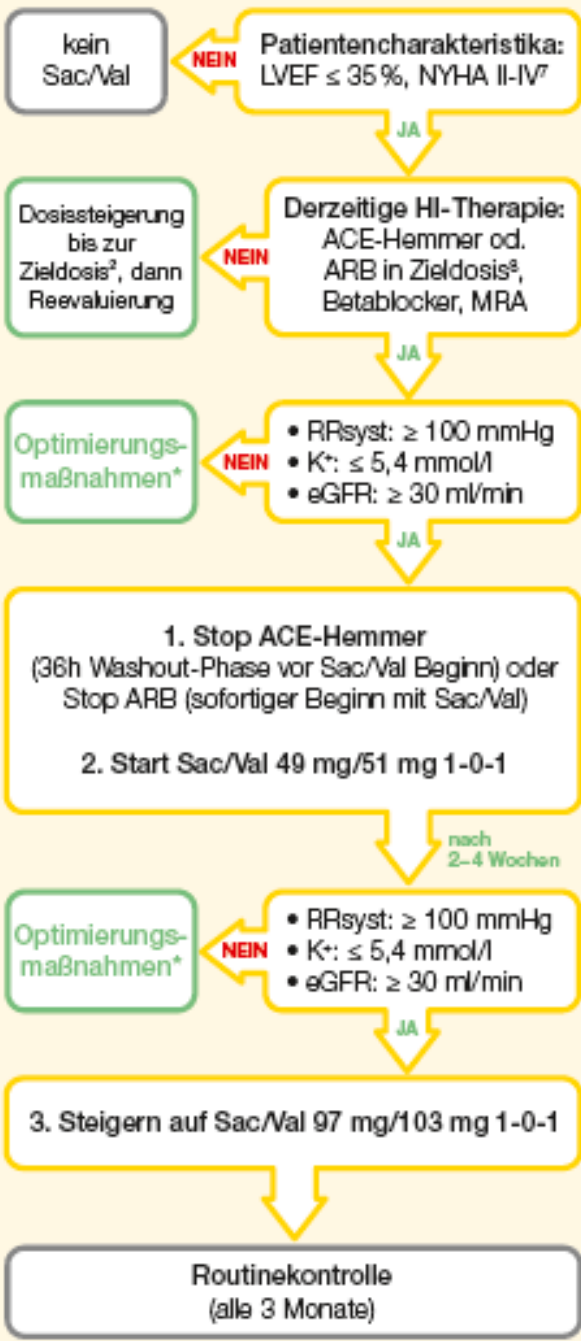 kein
Sac/Val
NEIN
Patientencharakteristika:
LVEF ≤ 35 %, NYHA II-IV⁷
JA
Dosissteigerung
bis zur
Zieldosis², dann
Reevaluierung
NEIN
Derzeitige HI-Therapie:
ACE-Hemmer od.
ARB in Zieldosis⁸,
Betablocker, MRA
JA
Optimierungs-
maßnahmen*
NEIN
• RRsyst: ≥ 100 mmHg
• K⁺: ≤ 5,4 mmol/l
• eGFR: ≥ 30 ml/min
JA
1. Stop ACE-Hemmer
(36h Washout-Phase vor Sac/Val Beginn) oder
Stop ARB (sofortiger Beginn mit Sac/Val)
2. Start Sac/Val 49 mg/51 mg 1-0-1
nach
2–4 Wochen
Optimierungs-
maßnahmen*
NEIN
• RRsyst: ≥ 100 mmHg
• K⁺: ≤ 5,4 mmol/l
• eGFR: ≥ 30 ml/min
JA
3. Steigern auf Sac/Val 97 mg/103 mg 1-0-1
Routinekontrolle
(alle 3 Monate)